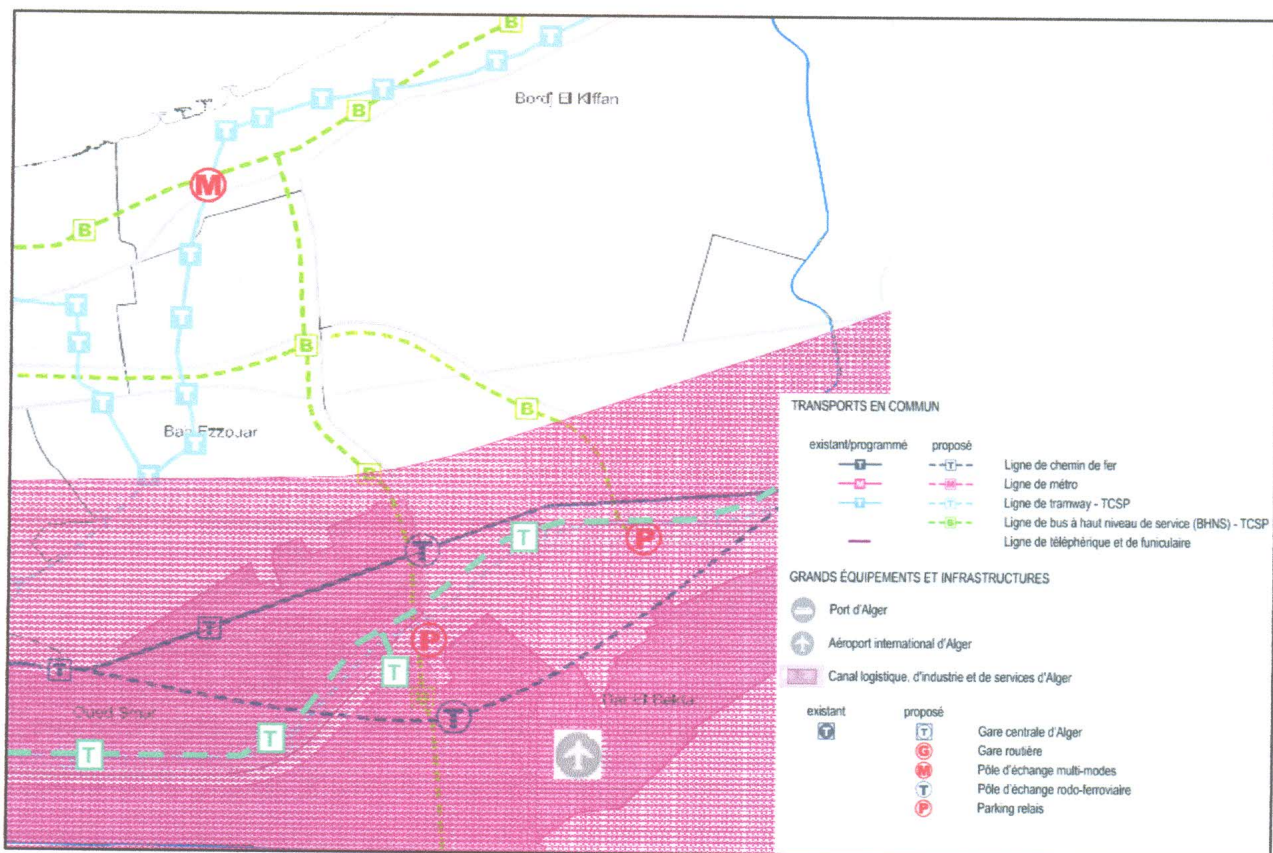 B
T
T
T
Bordj El Kiffan
T
B
T
T
M
B
T
T
T
T
B
T
T
B
Bab Ezzouar
T
B
T
T
P
T
T
P
T
T
Oued Smar
Dar el Beida
T
T
T
TRANSPORTS EN COMMUN
existant/programmé proposé
T T Ligne de chemin de fer
M M Ligne de métro
T T Ligne de tramway - TCSP
B Ligne de bus à haut niveau de service (BHNS) - TCSP
Ligne de téléphérique et de funiculaire
GRANDS ÉQUIPEMENTS ET INFRASTRUCTURES
Port d'Alger
Aéroport international d'Alger
Canal logistique, d'industrie et de services d'Alger
existant proposé
T T Gare centrale d'Alger
G Gare routière
M Pôle d'échange multi-modes
T Pôle d'échange rodo-ferroviaire
P Parking relais